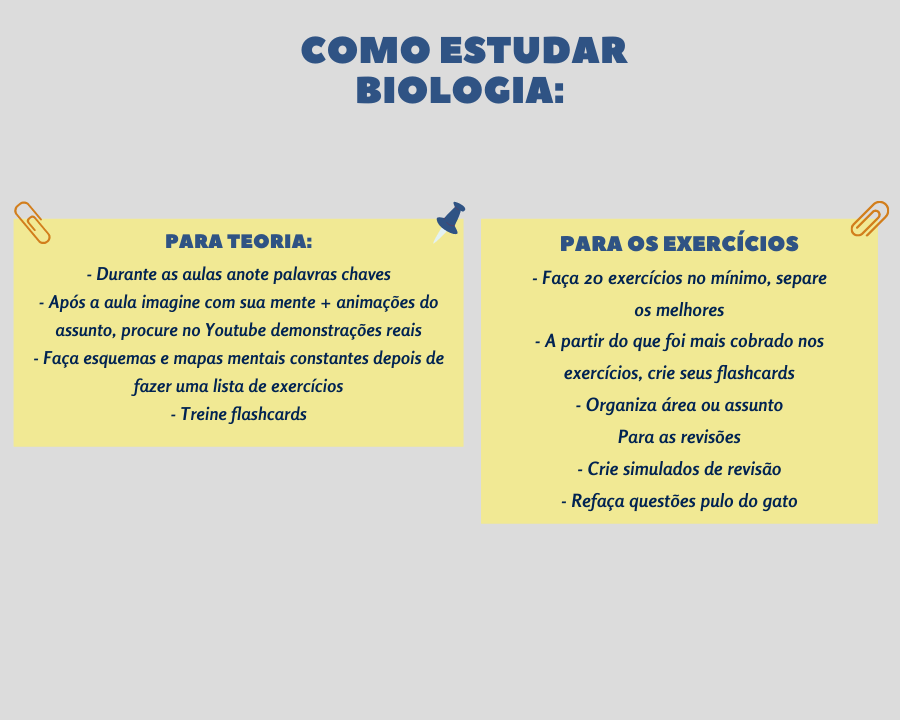 COMO ESTUDAR
BIOLOGIA:
PARA TEORIA:
- Durante as aulas anote palavras chaves
- Após a aula imagine com sua mente + animações do
assunto, procure no Youtube demonstrações reais
- Faça esquemas e mapas mentais constantes depois de
fazer uma lista de exercícios
- Treine flashcards
PARA OS EXERCÍCIOS
- Faça 20 exercícios no mínimo, separe
os melhores
- A partir do que foi mais cobrado nos
exercícios, crie seus flashcards
- Organiza área ou assunto
Para as revisões
- Crie simulados de revisão
- Refaça questões pulo do gato